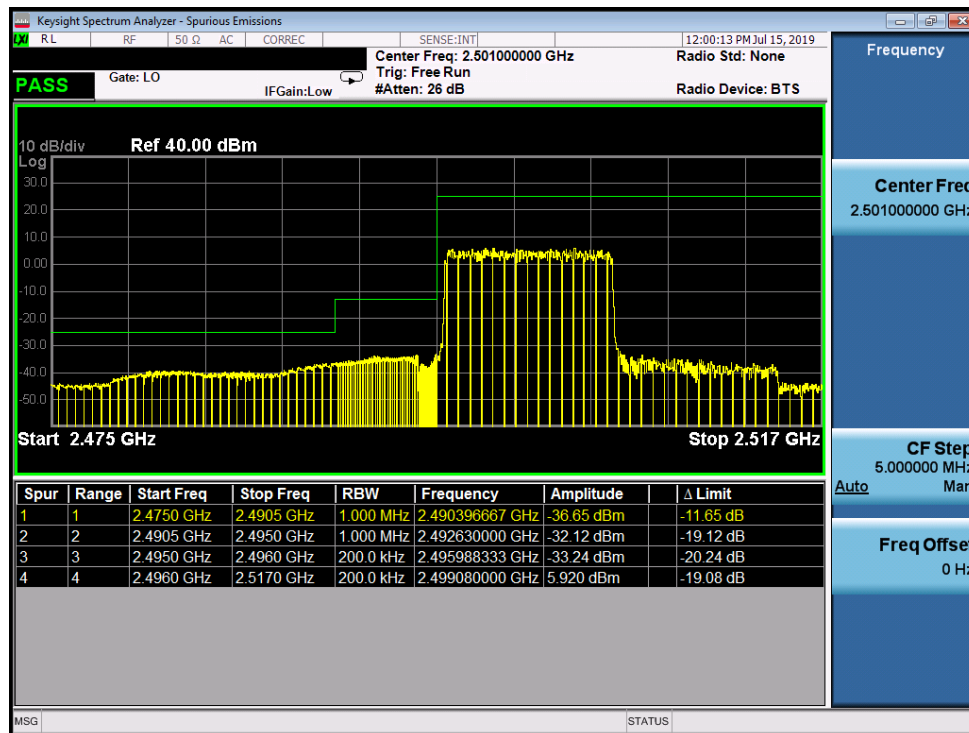 Keysight Spectrum Analyzer - Spurious Emissions
LXI RL RF 50 Ω AC CORREC SENSE:INT 12:00:13 PM Jul 15, 2019
Center Freq: 2.501000000 GHz Radio Std: None
PASS Gate: LO Trig: Free Run
IFGain:Low #Atten: 26 dB Radio Device: BTS
10 dB/div Ref 40.00 dBm
Log
30.0
20.0
10.0
0.00
-10.0
-20.0
-30.0
-40.0
-50.0
Start 2.475 GHz Stop 2.517 GHz
Spur Range Start Freq Stop Freq RBW Frequency Amplitude Δ Limit
1 1 2.4750 GHz 2.4905 GHz 1.000 MHz 2.490396667 GHz -36.65 dBm -11.65 dB
2 2 2.4905 GHz 2.4950 GHz 1.000 MHz 2.492630000 GHz -32.12 dBm -19.12 dB
3 3 2.4950 GHz 2.4960 GHz 200.0 kHz 2.495988333 GHz -33.24 dBm -20.24 dB
4 4 2.4960 GHz 2.5170 GHz 200.0 kHz 2.499080000 GHz 5.920 dBm -19.08 dB
Frequency
Center Freq
2.501000000 GHz
CF Step
5.000000 MHz
Auto Man
Freq Offset
0 Hz
MSG STATUS